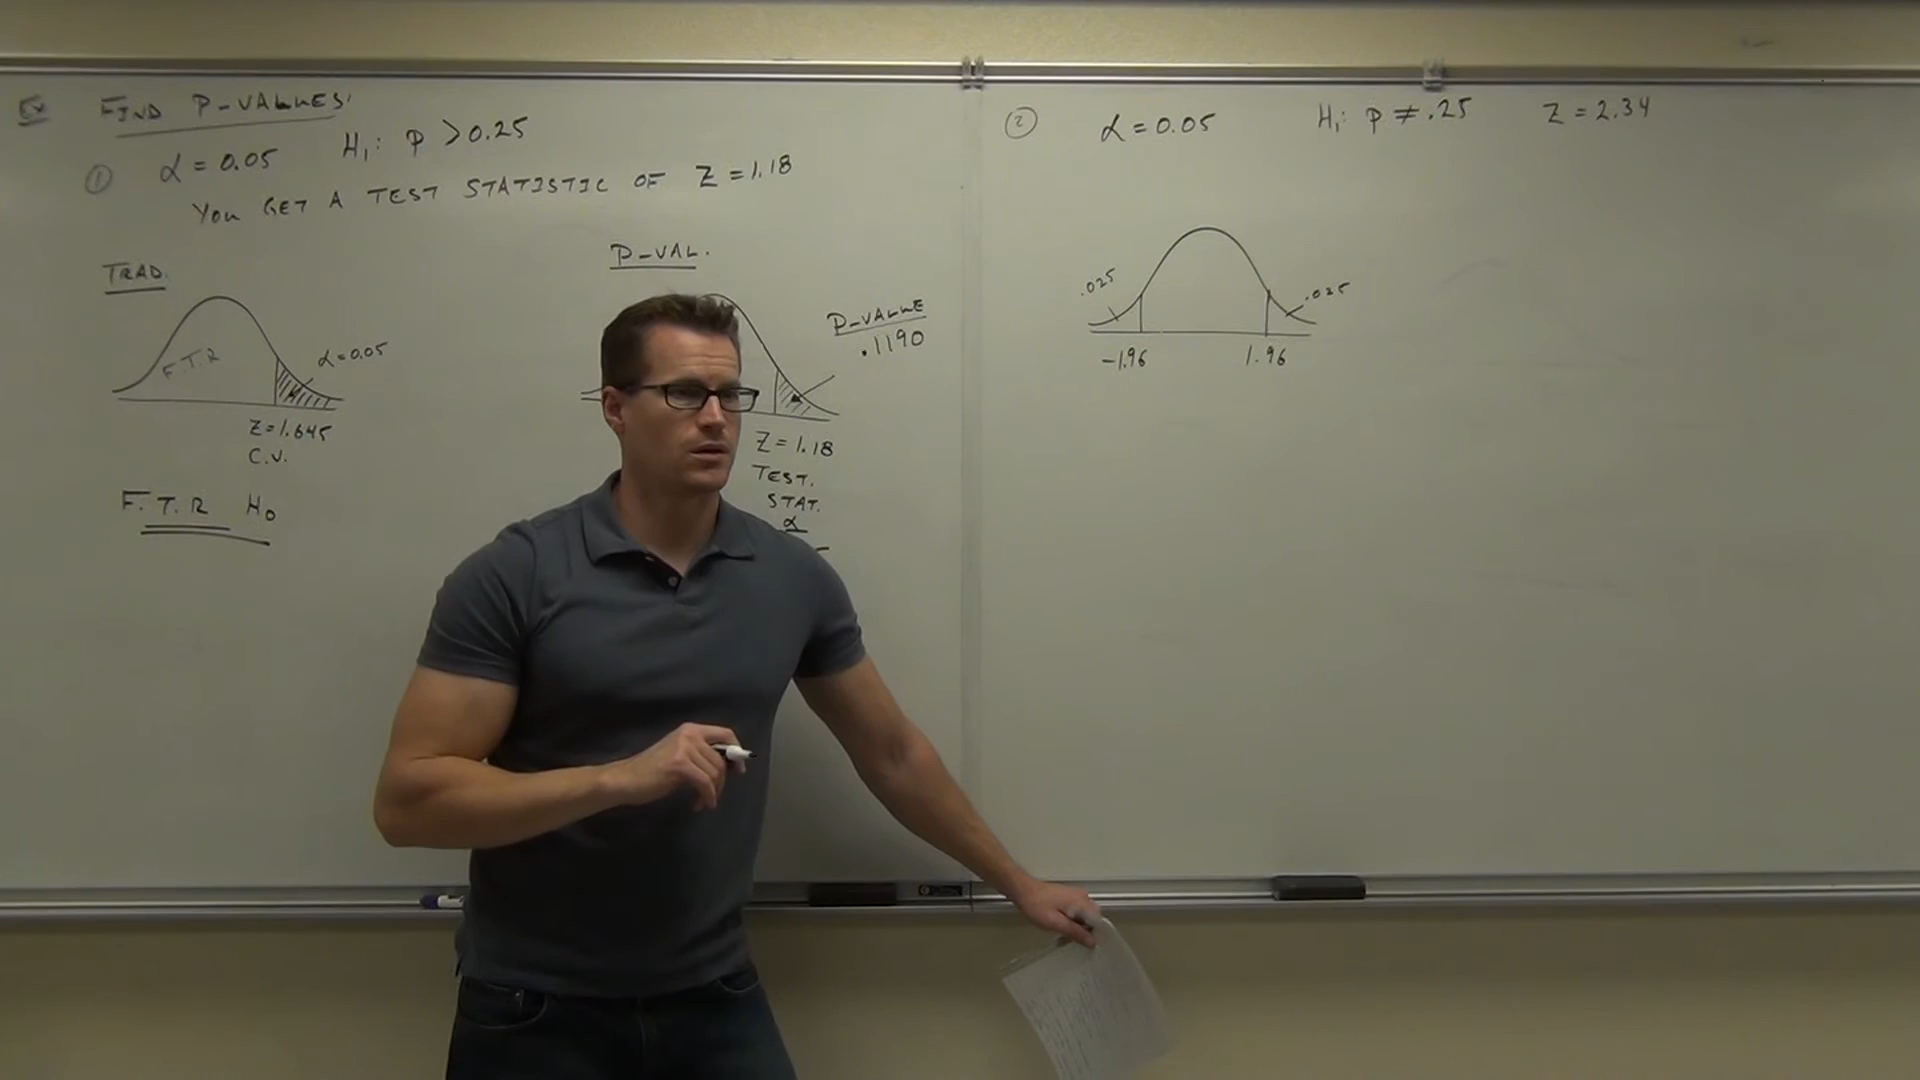 Ex FIND P-VALUES:
① α = 0.05 H₁: P > 0.25
YOU GET A TEST STATISTIC OF Z = 1.18
TRAD.
F.T.R
α = 0.05
Z = 1.645
C.V.
F.T.R H₀
P-VAL.
P-VALUE
.1190
Z = 1.18
TEST.
STAT.
α
② α = 0.05 H₁: P ≠ .25 Z = 2.34
.025 .025
-1.96 1.96